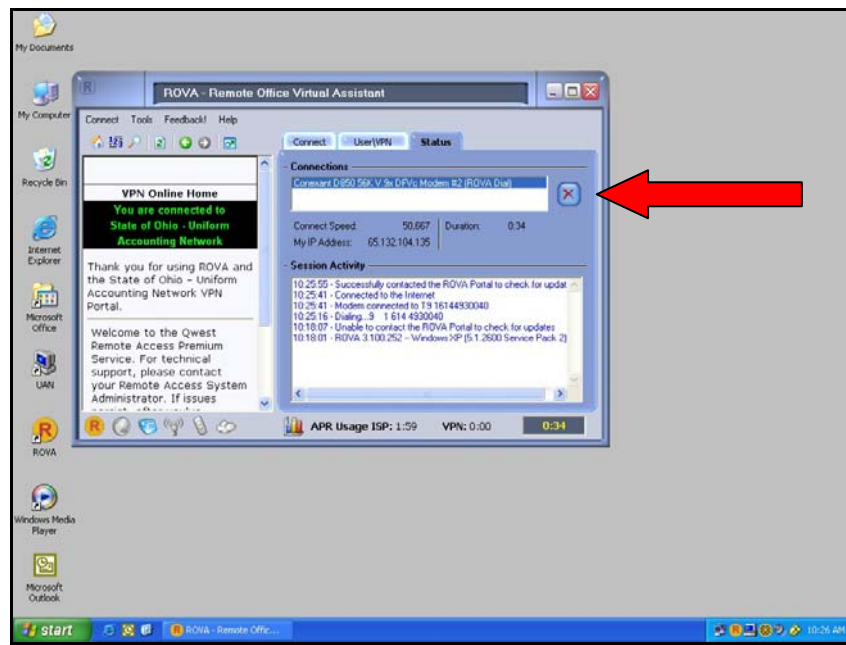 My Documents
My Computer
Recycle Bin
Internet
Explorer
Microsoft
Office
UAN
ROVA
Windows Media
Player
Microsoft
Outlook
R
ROVA - Remote Office Virtual Assistant
Connect Tools Feedback! Help
Connect User|VPN Status
VPN Online Home
You are connected to
State of Ohio - Uniform
Accounting Network
Thank you for using ROVA and
the State of Ohio – Uniform
Accounting Network VPN
Portal.
Welcome to the Qwest
Remote Access Premium
Service. For technical
support, please contact
your Remote Access System
Administrator. If issues
Connections
Conexant D850 56K V.9x DFVc Modem #2 (ROVA Dial)
Connect Speed: 50,667 Duration: 0:34
My IP Address: 65.132.104.135
Session Activity
10:25:55 - Successfully contacted the ROVA Portal to check for updat
10:25:41 - Connected to the Internet
10:25:41 - Modem connected to T9 16144930040
10:25:16 - Dialing...9 1 614 4930040
10:18:07 - Unable to contact the ROVA Portal to check for updates
10:18:01 - ROVA 3.100.252 -- Windows XP (5.1.2600 Service Pack 2)
R
APR Usage ISP: 1:59 VPN: 0:00 0:34
start ROVA - Remote Offic... 10:26 AM